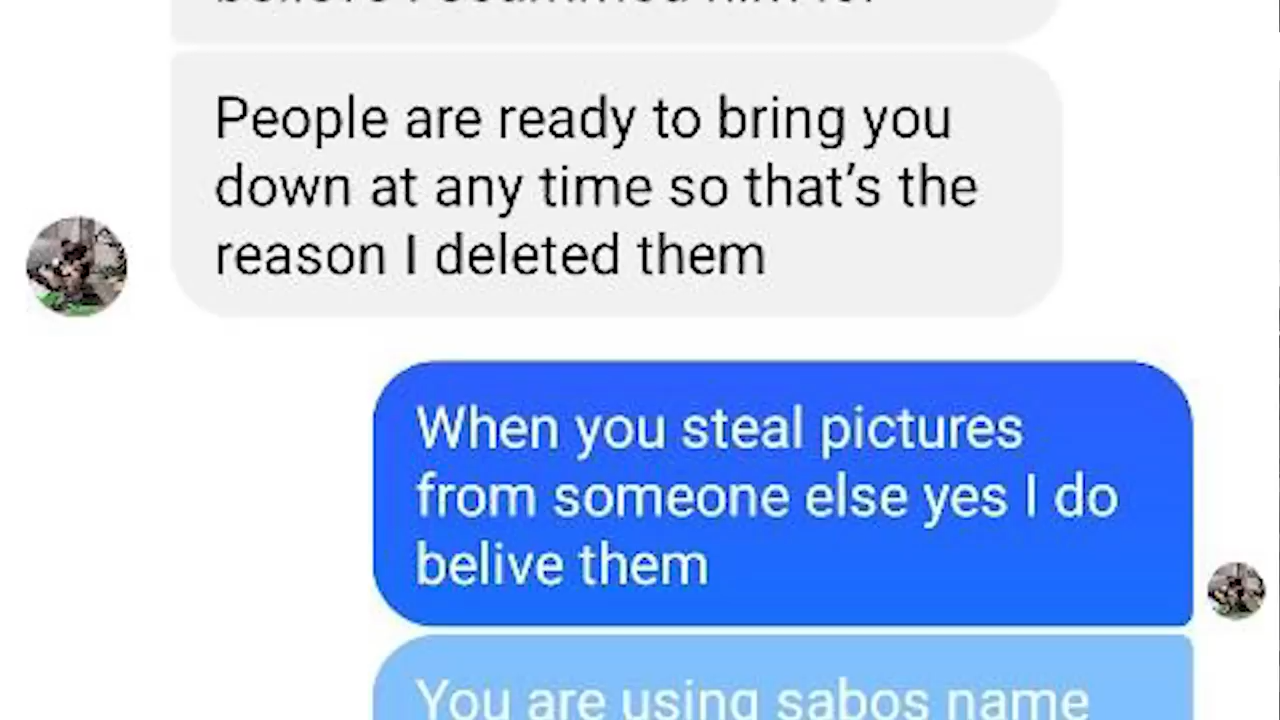 People are ready to bring you
down at any time so that's the
reason I deleted them
When you steal pictures
from someone else yes I do
belive them
You are using sabos name